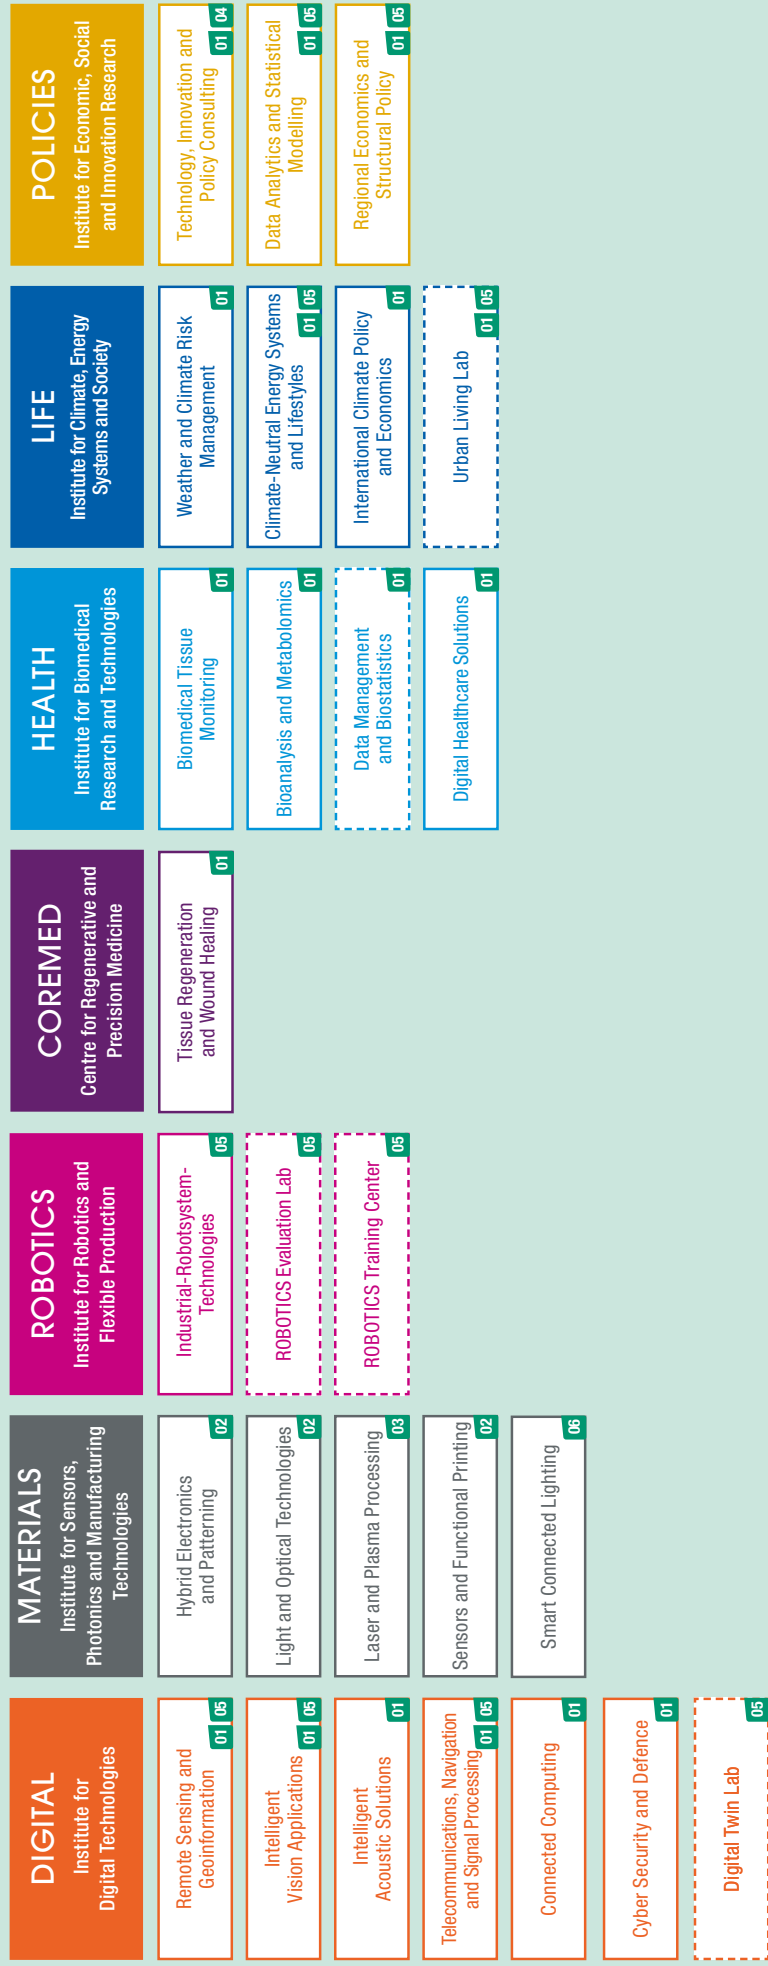 DIGITAL
Institute for
Digital Technologies
Remote Sensing and
Geoinformation
01 05
Intelligent
Vision Applications
01 05
Intelligent
Acoustic Solutions
01
Telecommunications, Navigation
and Signal Processing
01 05
Connected Computing
01
Cyber Security and Defence
01
Digital Twin Lab
05
MATERIALS
Institute for Sensors,
Photonics and Manufacturing
Technologies
Hybrid Electronics
and Patterning
02
Light and Optical Technologies
02
Laser and Plasma Processing
03
Sensors and Functional Printing
02
Smart Connected Lighting
06
ROBOTICS
Institute for Robotics and
Flexible Production
Industrial-Robotsystem-
Technologies
05
ROBOTICS Evaluation Lab
05
ROBOTICS Training Center
05
COREMED
Centre for Regenerative and
Precision Medicine
Tissue Regeneration
and Wound Healing
01
HEALTH
Institute for Biomedical
Research and Technologies
Biomedical Tissue
Monitoring
01
Bioanalysis and Metabolomics
01
Data Management
and Biostatistics
01
Digital Healthcare Solutions
01
LIFE
Institute for Climate, Energy
Systems and Society
Weather and Climate Risk
Management
01
Climate-Neutral Energy Systems
and Lifestyles
01 05
International Climate Policy
and Economics
01
Urban Living Lab
01 05
POLICIES
Institute for Economic, Social
and Innovation Research
Technology, Innovation and
Policy Consulting
01 04
Data Analytics and Statistical
Modelling
01 05
Regional Economics and
Structural Policy
01 05